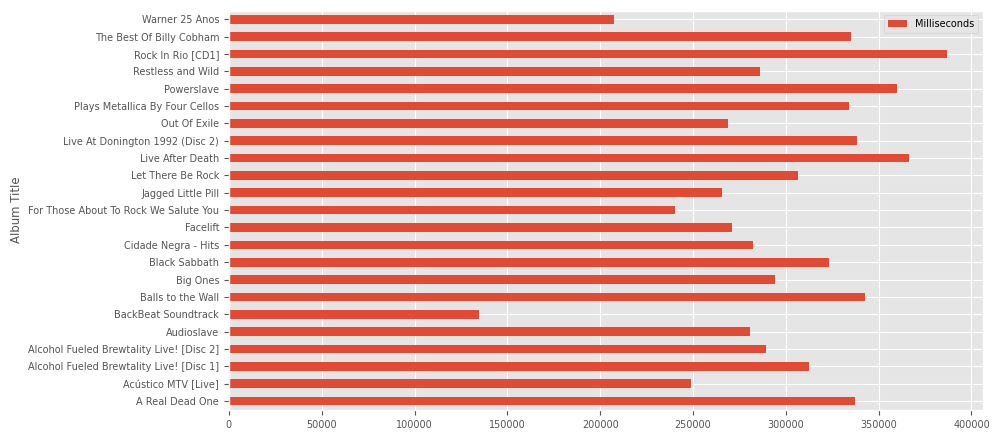 Warner 25 Anos
The Best Of Billy Cobham
Rock In Rio [CD1]
Restless and Wild
Powerslave
Plays Metallica By Four Cellos
Out Of Exile
Live At Donington 1992 (Disc 2)
Live After Death
Let There Be Rock
Jagged Little Pill
For Those About To Rock We Salute You
Facelift
Cidade Negra - Hits
Black Sabbath
Big Ones
Balls to the Wall
BackBeat Soundtrack
Audioslave
Alcohol Fueled Brewtality Live! [Disc 2]
Alcohol Fueled Brewtality Live! [Disc 1]
Acústico MTV [Live]
A Real Dead One
Album Title
Milliseconds
0 50000 100000 150000 200000 250000 300000 350000 400000